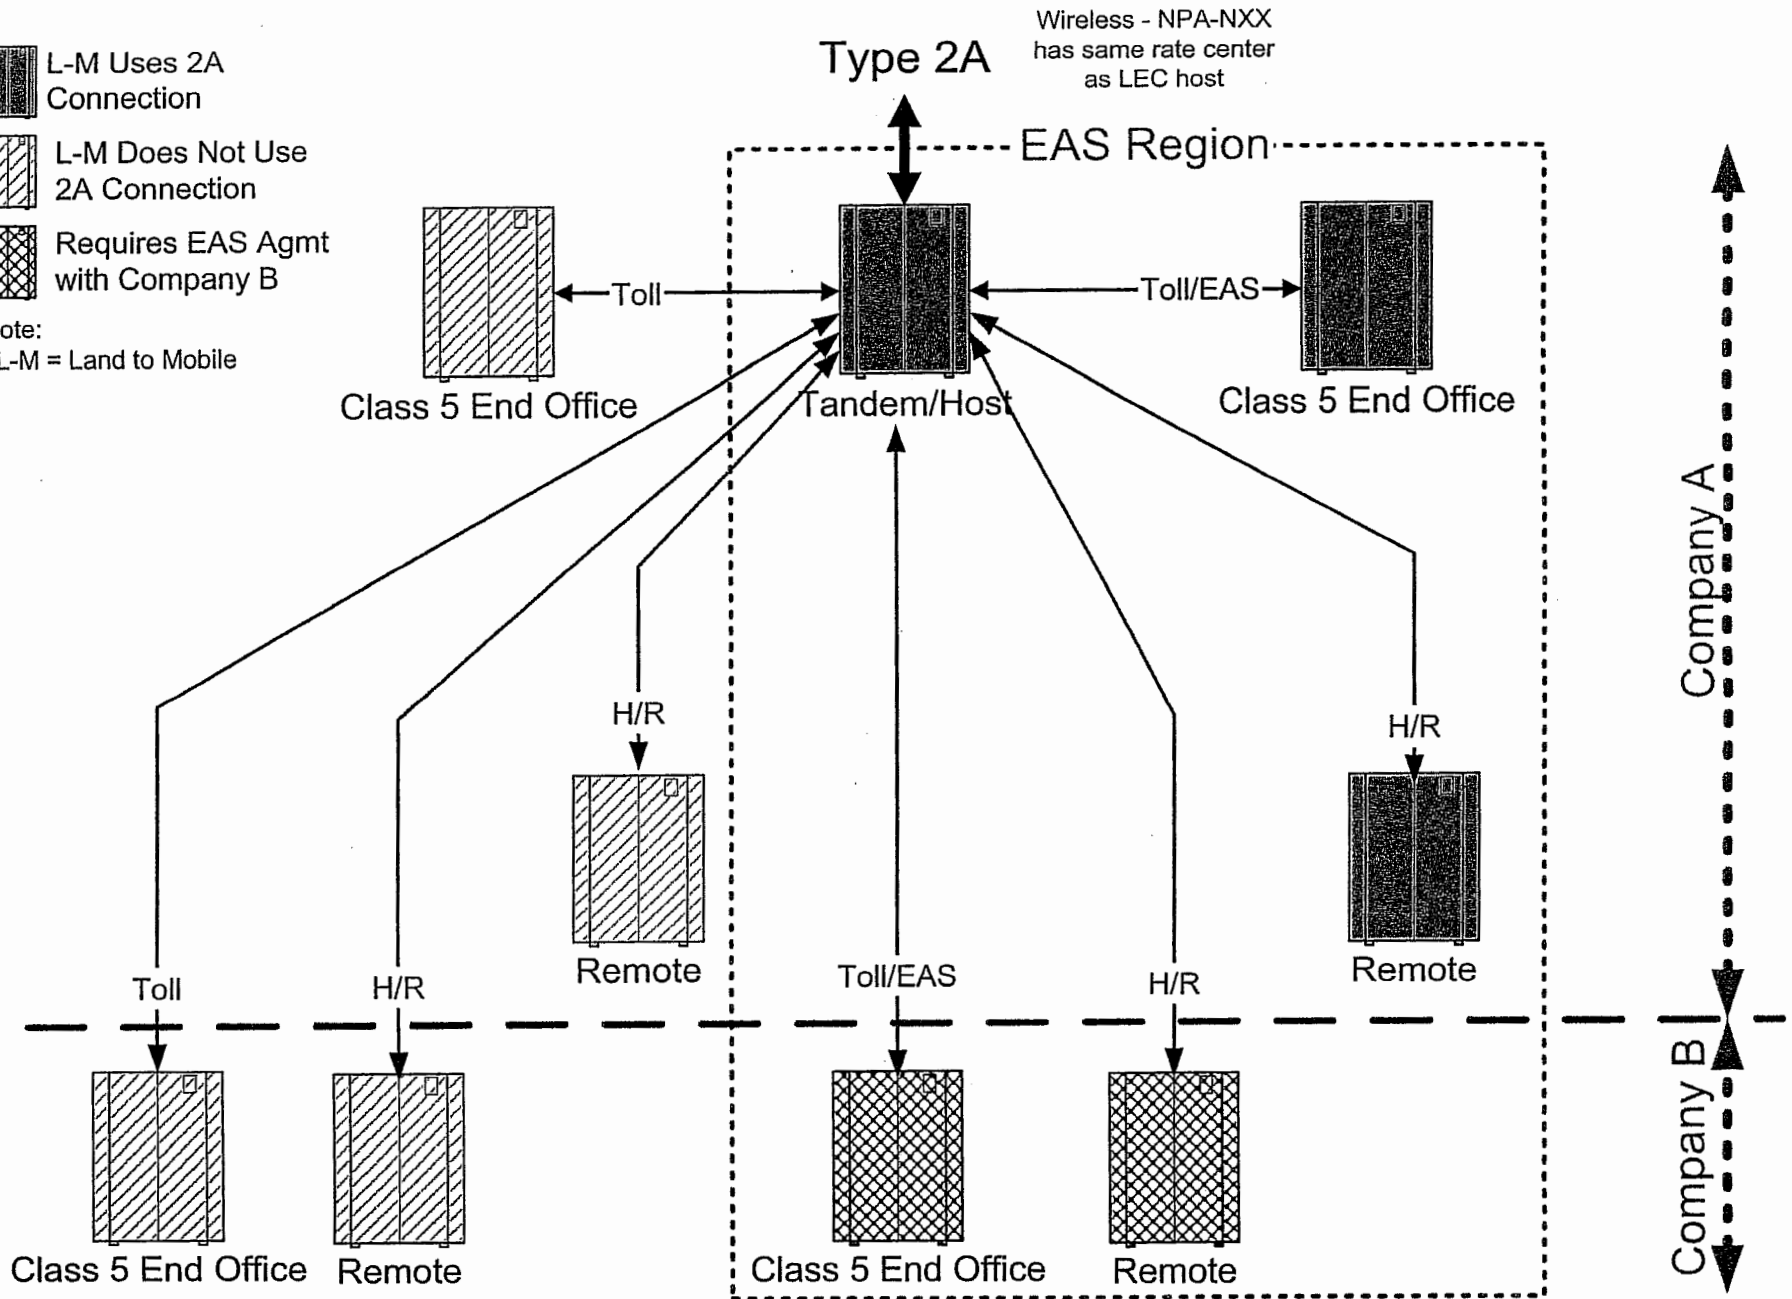 Wireless - NPA-NXX
has same rate center
as LEC host
Type 2A
L-M Uses 2A
Connection
L-M Does Not Use
2A Connection
Requires EAS Agmt
with Company B
ote:
L-M = Land to Mobile
EAS Region
Toll
Toll/EAS
Class 5 End Office
Tandem/Host
Class 5 End Office
Company A
H/R
H/R
Remote
Remote
Toll
H/R
Toll/EAS
H/R
Company B
Class 5 End Office
Remote
Class 5 End Office
Remote